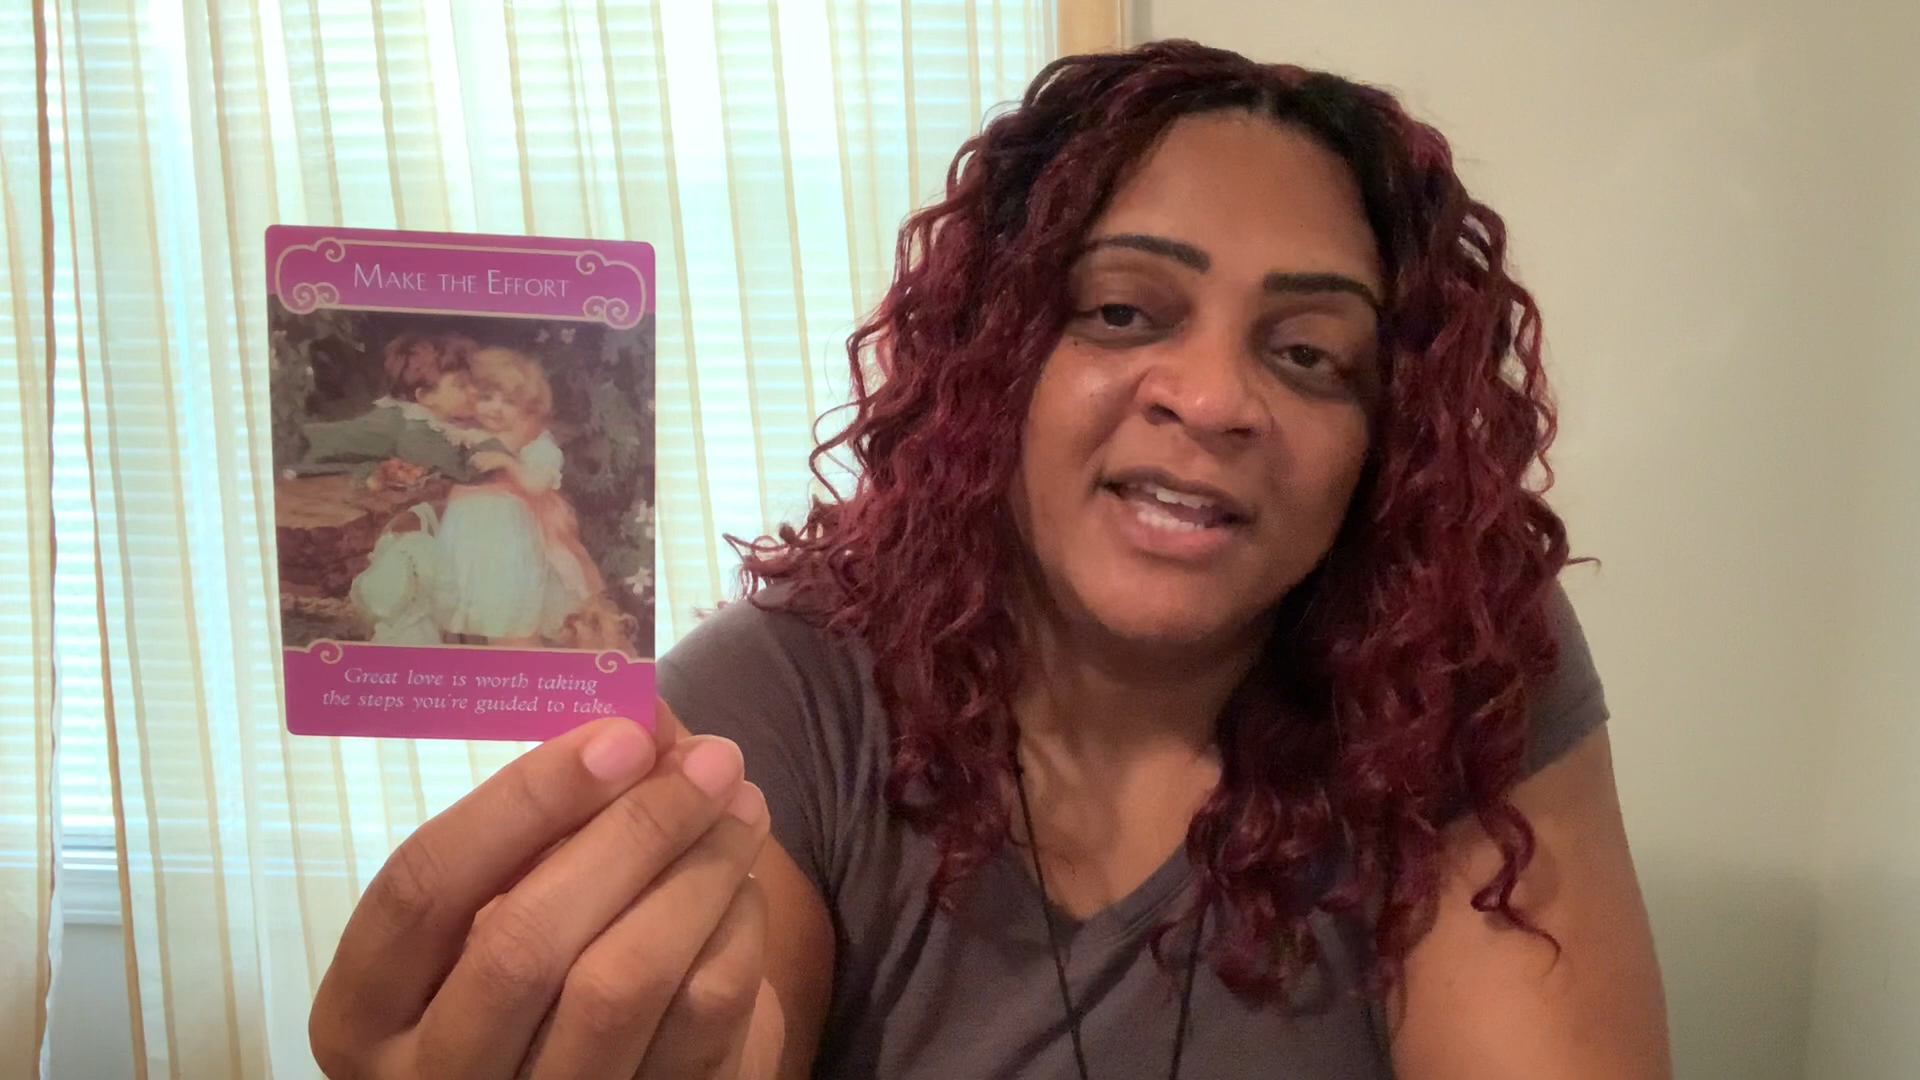 Make the Effort
Great love is worth taking
the steps you're guided to take.